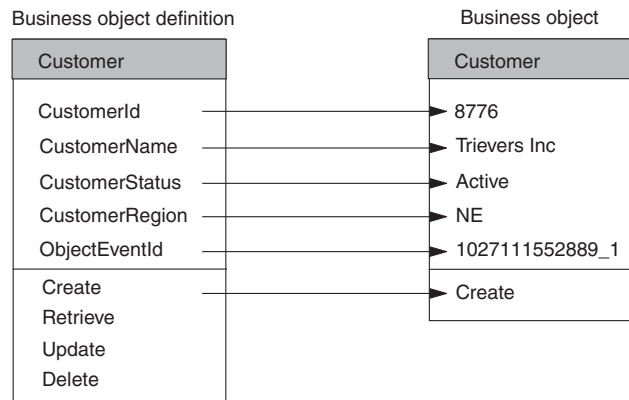 Business object definition
Customer
CustomerId
CustomerName
CustomerStatus
CustomerRegion
ObjectEventId
Create
Retrieve
Update
Delete
Business object
Customer
8776
Trievers Inc
Active
NE
1027111552889_1
Create